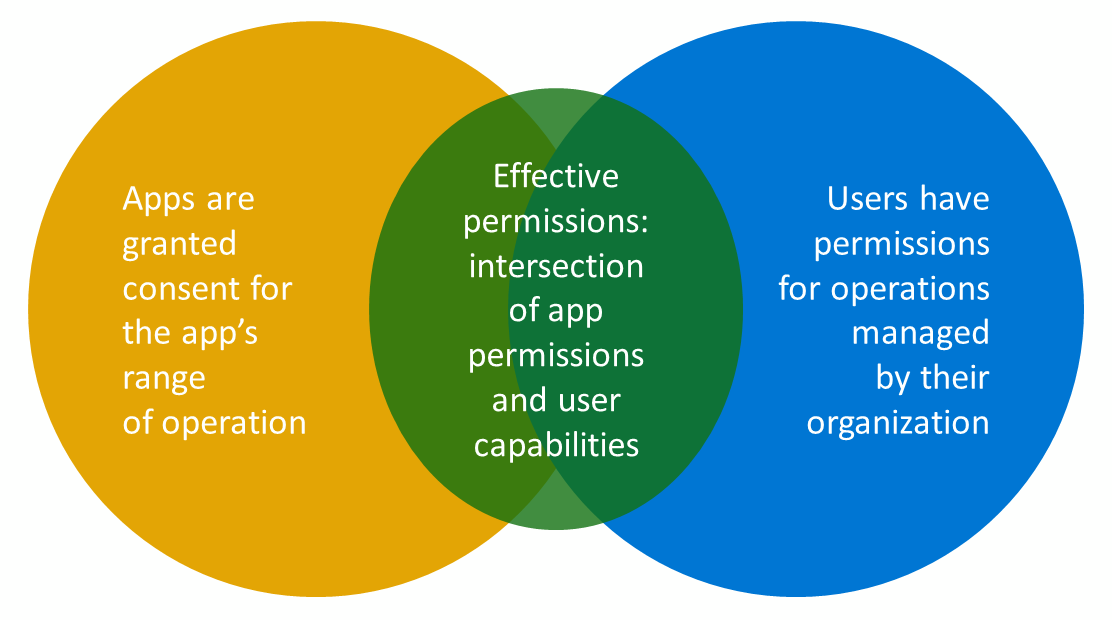 Apps are
granted
consent for
the app’s
range
of operation
Effective
permissions:
intersection
of app
permissions
and user
capabilities
Users have
permissions
for operations
managed
by their
organization